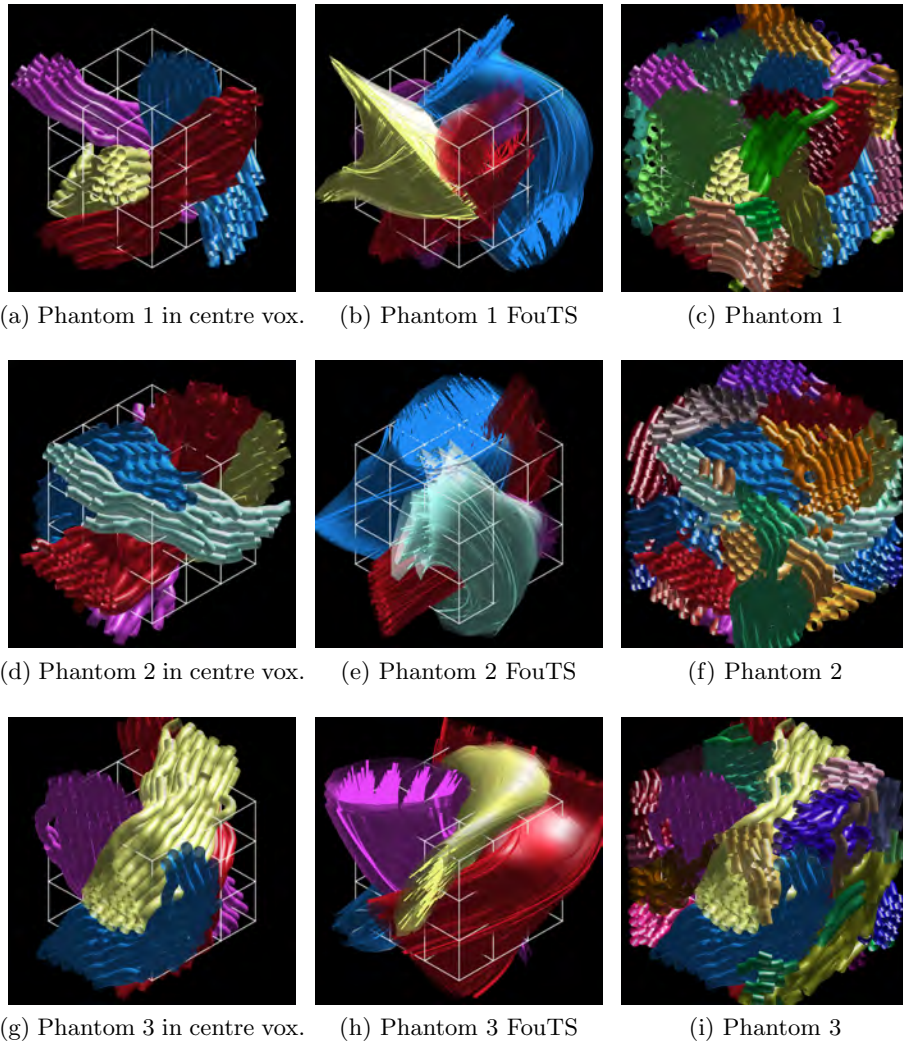 (a) Phantom 1 in centre vox.
(b) Phantom 1 FouTS
(c) Phantom 1
(d) Phantom 2 in centre vox.
(e) Phantom 2 FouTS
(f) Phantom 2
(g) Phantom 3 in centre vox.
(h) Phantom 3 FouTS
(i) Phantom 3